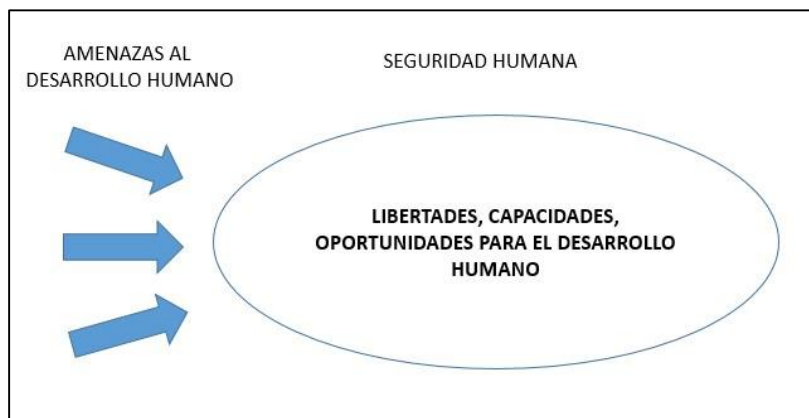 AMENAZAS AL
DESARROLLO HUMANO
SEGURIDAD HUMANA
LIBERTADES, CAPACIDADES,
OPORTUNIDADES PARA EL DESARROLLO
HUMANO